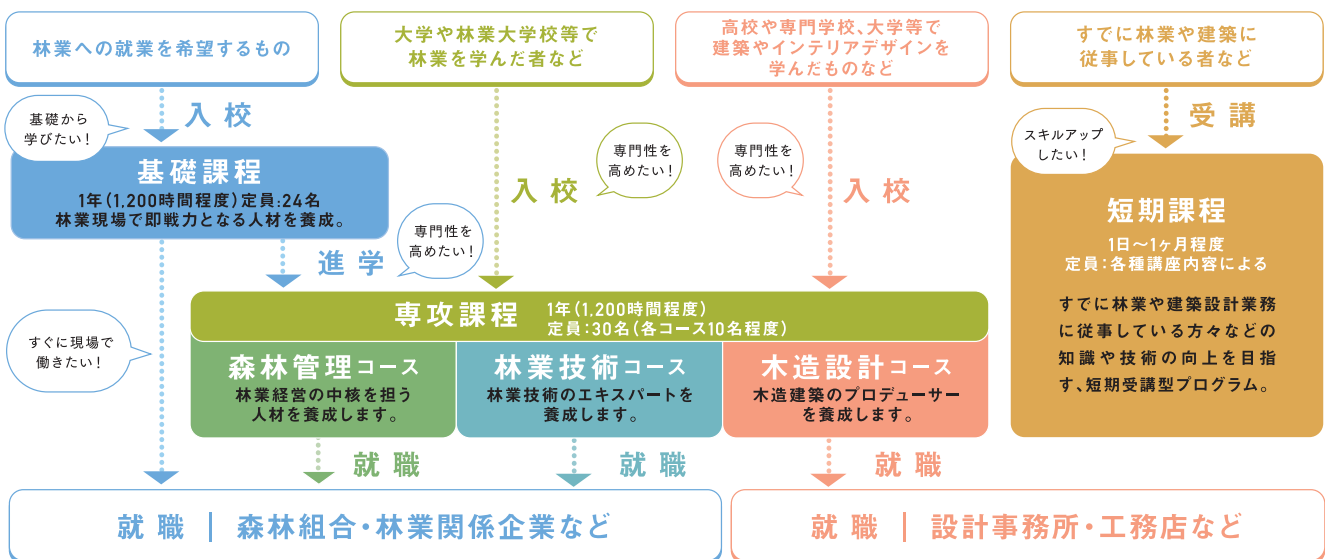 林業への就業を希望するもの
大学や林業大学校等で
林業を学んだ者など
高校や専門学校、大学等で
建築やインテリアデザインを
学んだものなど
すでに林業や建築に
従事している者など
入校
基礎から
学びたい！
基礎課程
1年（1,200時間程度）定員：24名
林業現場で即戦力となる人材を養成。
進学
専門性を
高めたい！
入校
専門性を
高めたい！
入校
専門性を
高めたい！
受講
スキルアップ
したい！
短期課程
1日〜1ヶ月程度
定員：各種講座内容による
すでに林業や建築設計業務
に従事している方々などの
知識や技術の向上を目指
す、短期受講型プログラム。
すぐに現場で
働きたい！
専攻課程
1年（1,200時間程度）
定員：30名（各コース10名程度）
森林管理コース
林業経営の中核を担う
人材を養成します。
林業技術コース
林業技術のエキスパートを
養成します。
木造設計コース
木造建築のプロデューサー
を養成します。
就職
就職
就職
就職｜森林組合・林業関係企業など
就職｜設計事務所・工務店など